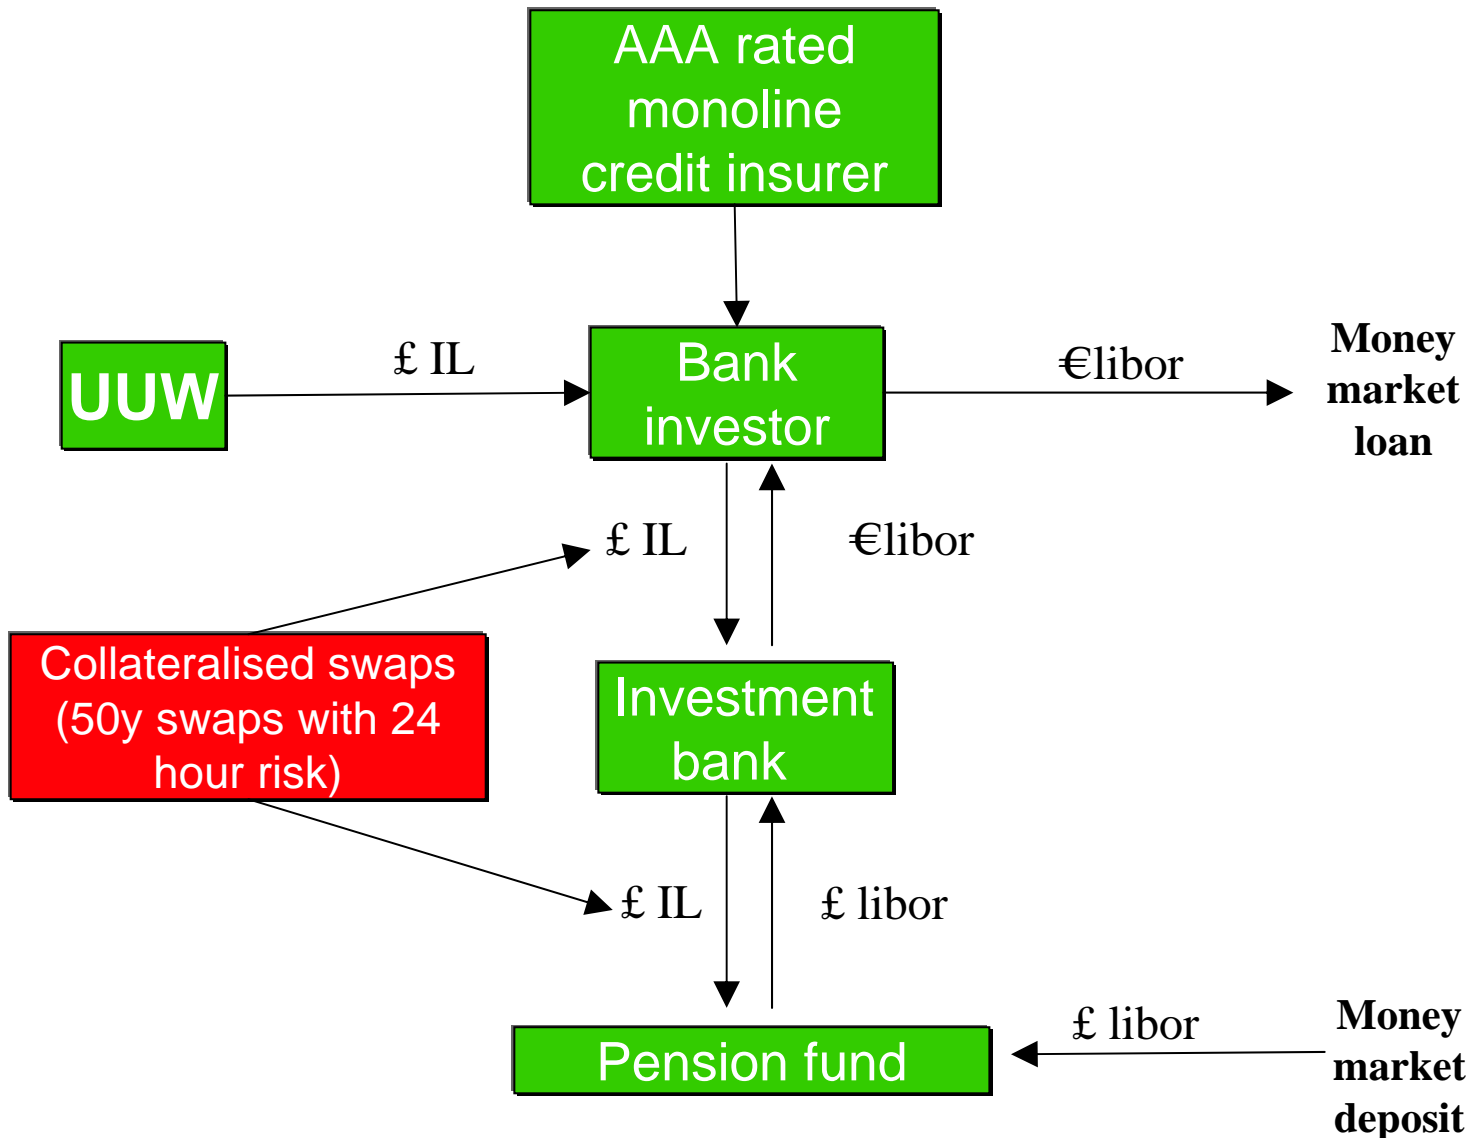 AAA rated
monoline
credit insurer
UUW
£ IL
Bank
investor
€libor
Money
market
loan
£ IL
€libor
Collateralised swaps
(50y swaps with 24
hour risk)
Investment
bank
£ IL
£ libor
Pension fund
£ libor
Money
market
deposit